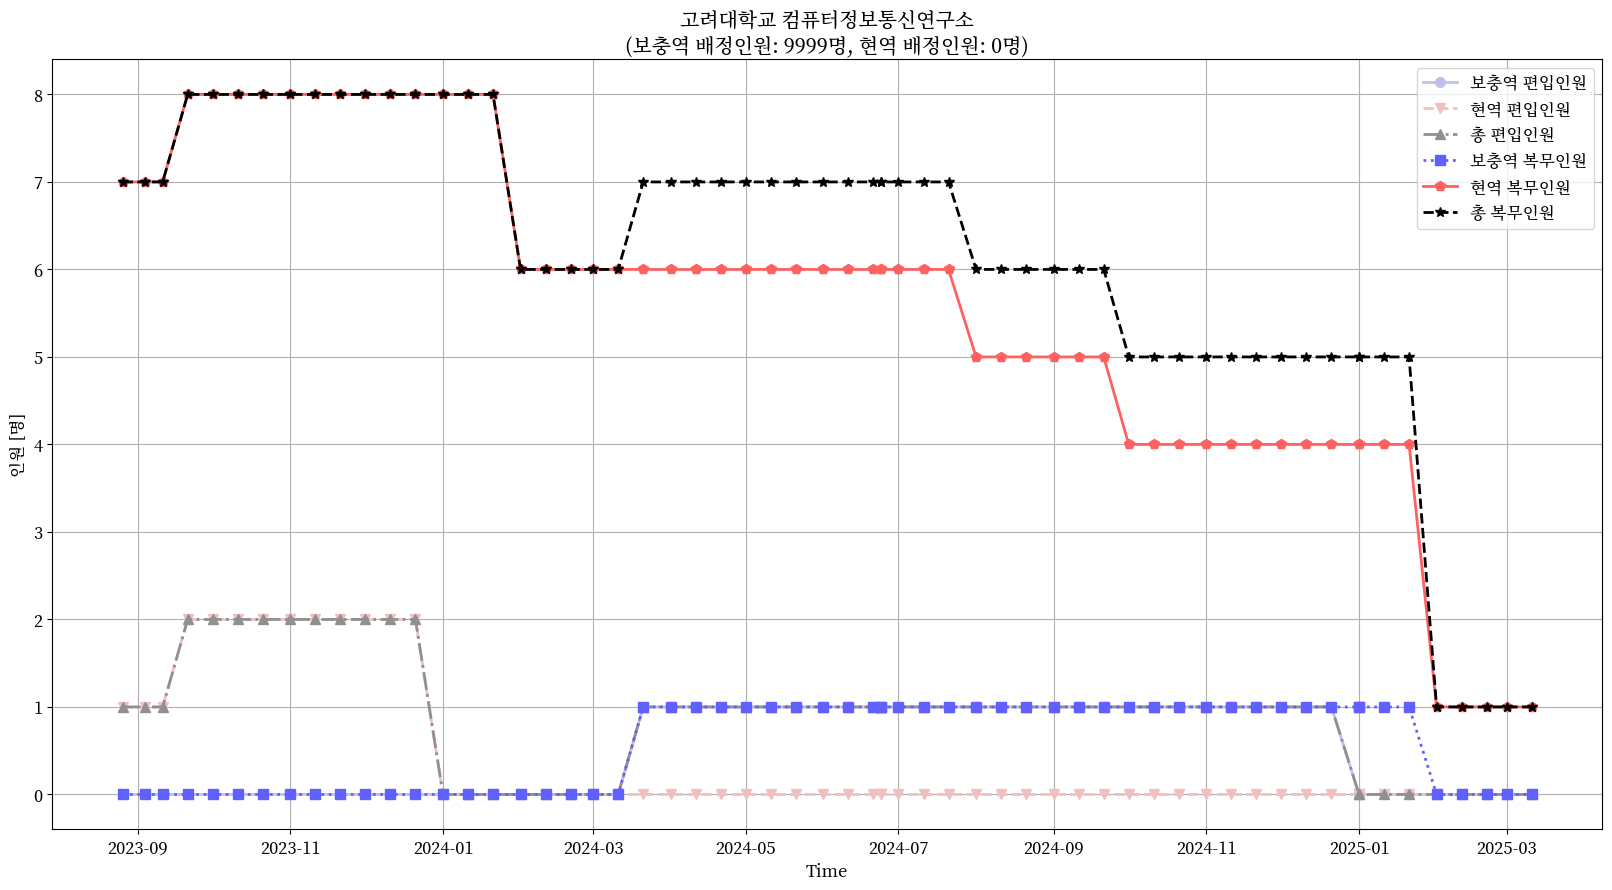 고려대학교 컴퓨터정보통신연구소
(보충역 배정인원: 9999명, 현역 배정인원: 0명)
보충역 편입인원
현역 편입인원
총 편입인원
보충역 복무인원
현역 복무인원
총 복무인원
인원 [명]
8
7
6
5
4
3
2
1
0
2023-09
2023-11
2024-01
2024-03
2024-05
2024-07
2024-09
2024-11
2025-01
2025-03
Time